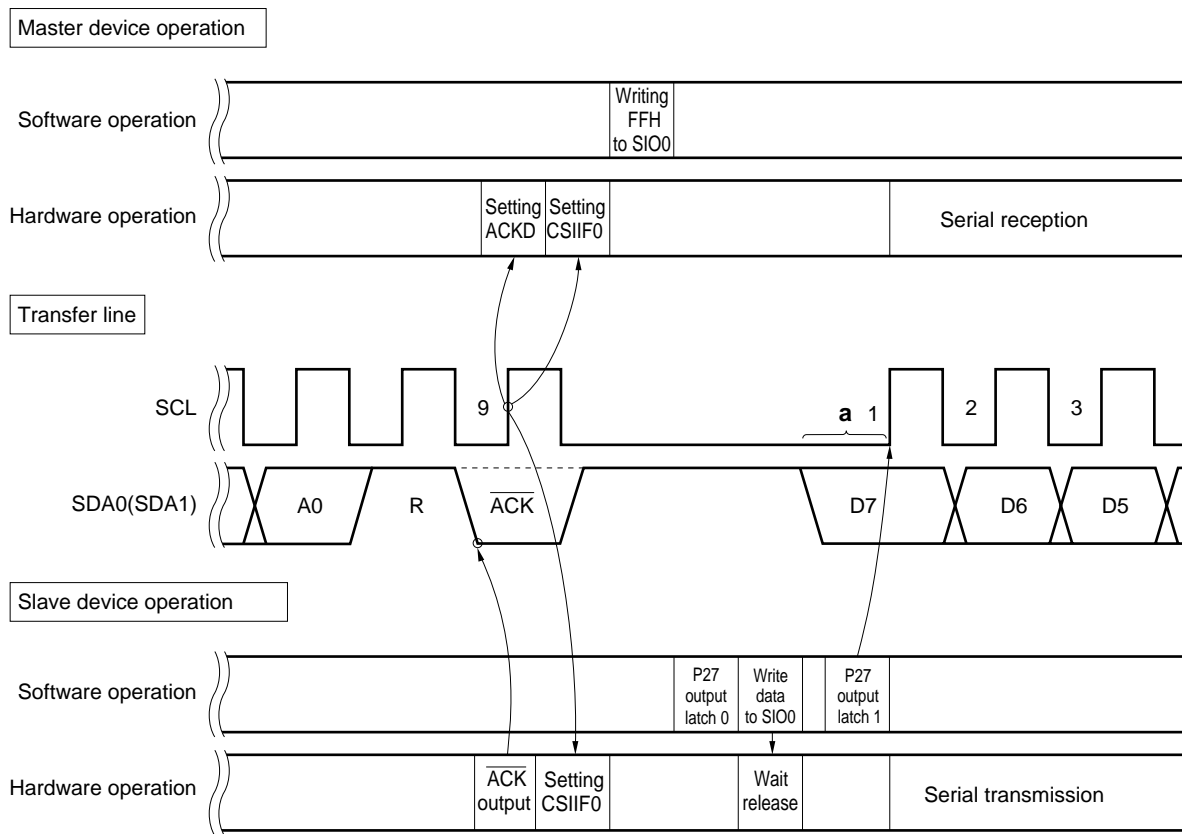 Master device operation
Software operation
Writing
FFH
to SIO0
Hardware operation
Setting
ACKD
Setting
CSIIF0
Serial reception
Transfer line
SCL
9
a 1
2
3
SDA0(SDA1)
A0
R
ACK
D7
D6
D5
Slave device operation
Software operation
P27
output
latch 0
Write
data
to SIO0
P27
output
latch 1
Hardware operation
ACK
output
Setting
CSIIF0
Wait
release
Serial transmission